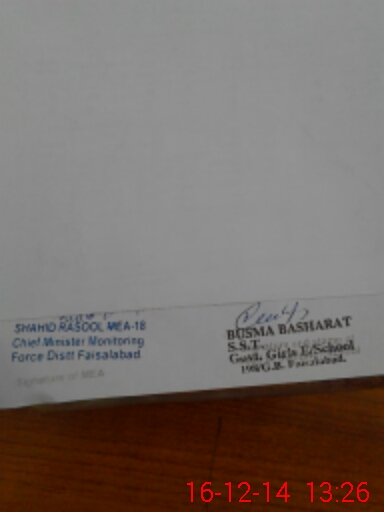 SHAHID RASOOL MEA-18
Chief Minister Monitoring
Force Distt Faisalabad
Signature of MEA
BUSMA BASHARAT
S.S.T
Govt. Girls E/School
G.B. Faisalabad.
16-12-14 13:26